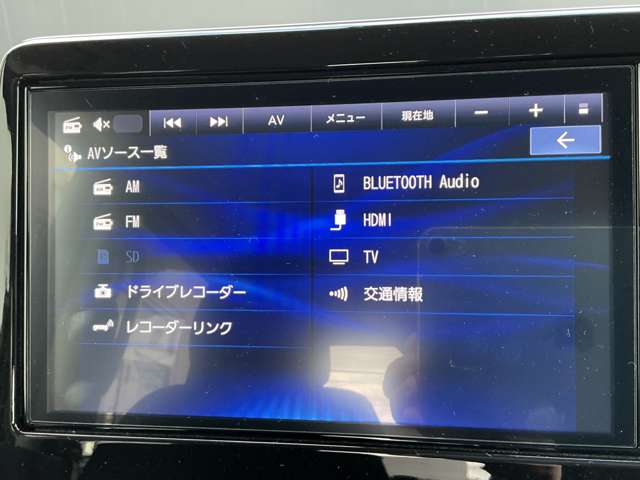 AV メニュー 現在地 − +
AVソース一覧 ←
AM BLUETOOTH Audio
FM HDMI
SD TV
ドライブレコーダー 交通情報
レコーダーリンク